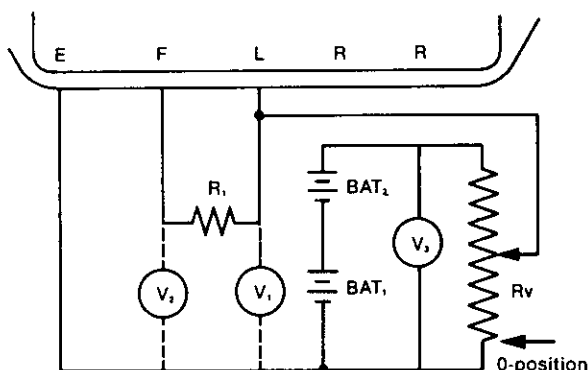 E F L R R
R₁
BAT₂
V₃
V₂ V₁ BAT₁
Rv
0-position